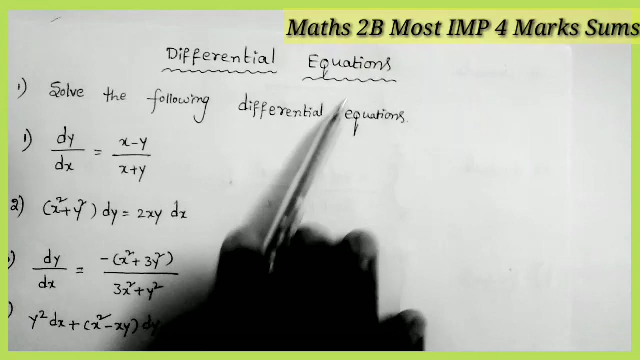 Maths 2B Most IMP 4 Marks Sums
Differential Equations
1) Solve the following differential equations.
1) dy/dx = x-y/x+y
2) (x²+y²) dy = 2xy dx
) dy/dx = -(x²+3y²)/3x²+y²
) y²dx + (x²-xy) dy